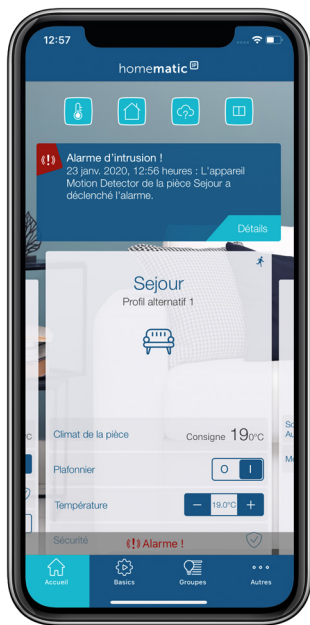 12:57
homematic IP
Alarme d'intrusion !
23 janv. 2020, 12:56 heures : L'appareil
Motion Detector de la pièce Sejour a
déclenché l'alarme.
Détails
Sejour
Profil alternatif 1
Climat de la pièce Consigne 19,0°C
Plafonnier O I
Température − 19.0°C +
Sécurité
Alarme !
Accueil Basics Groupes Autres